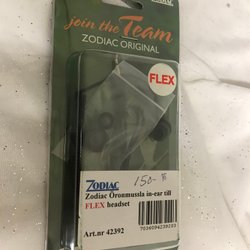 join the Team
ZODIAC ORIGINAL
FLEX
150-
ZODIAC
Zodiac Öronmussla in-ear till
FLEX headset
Art.nr 42392